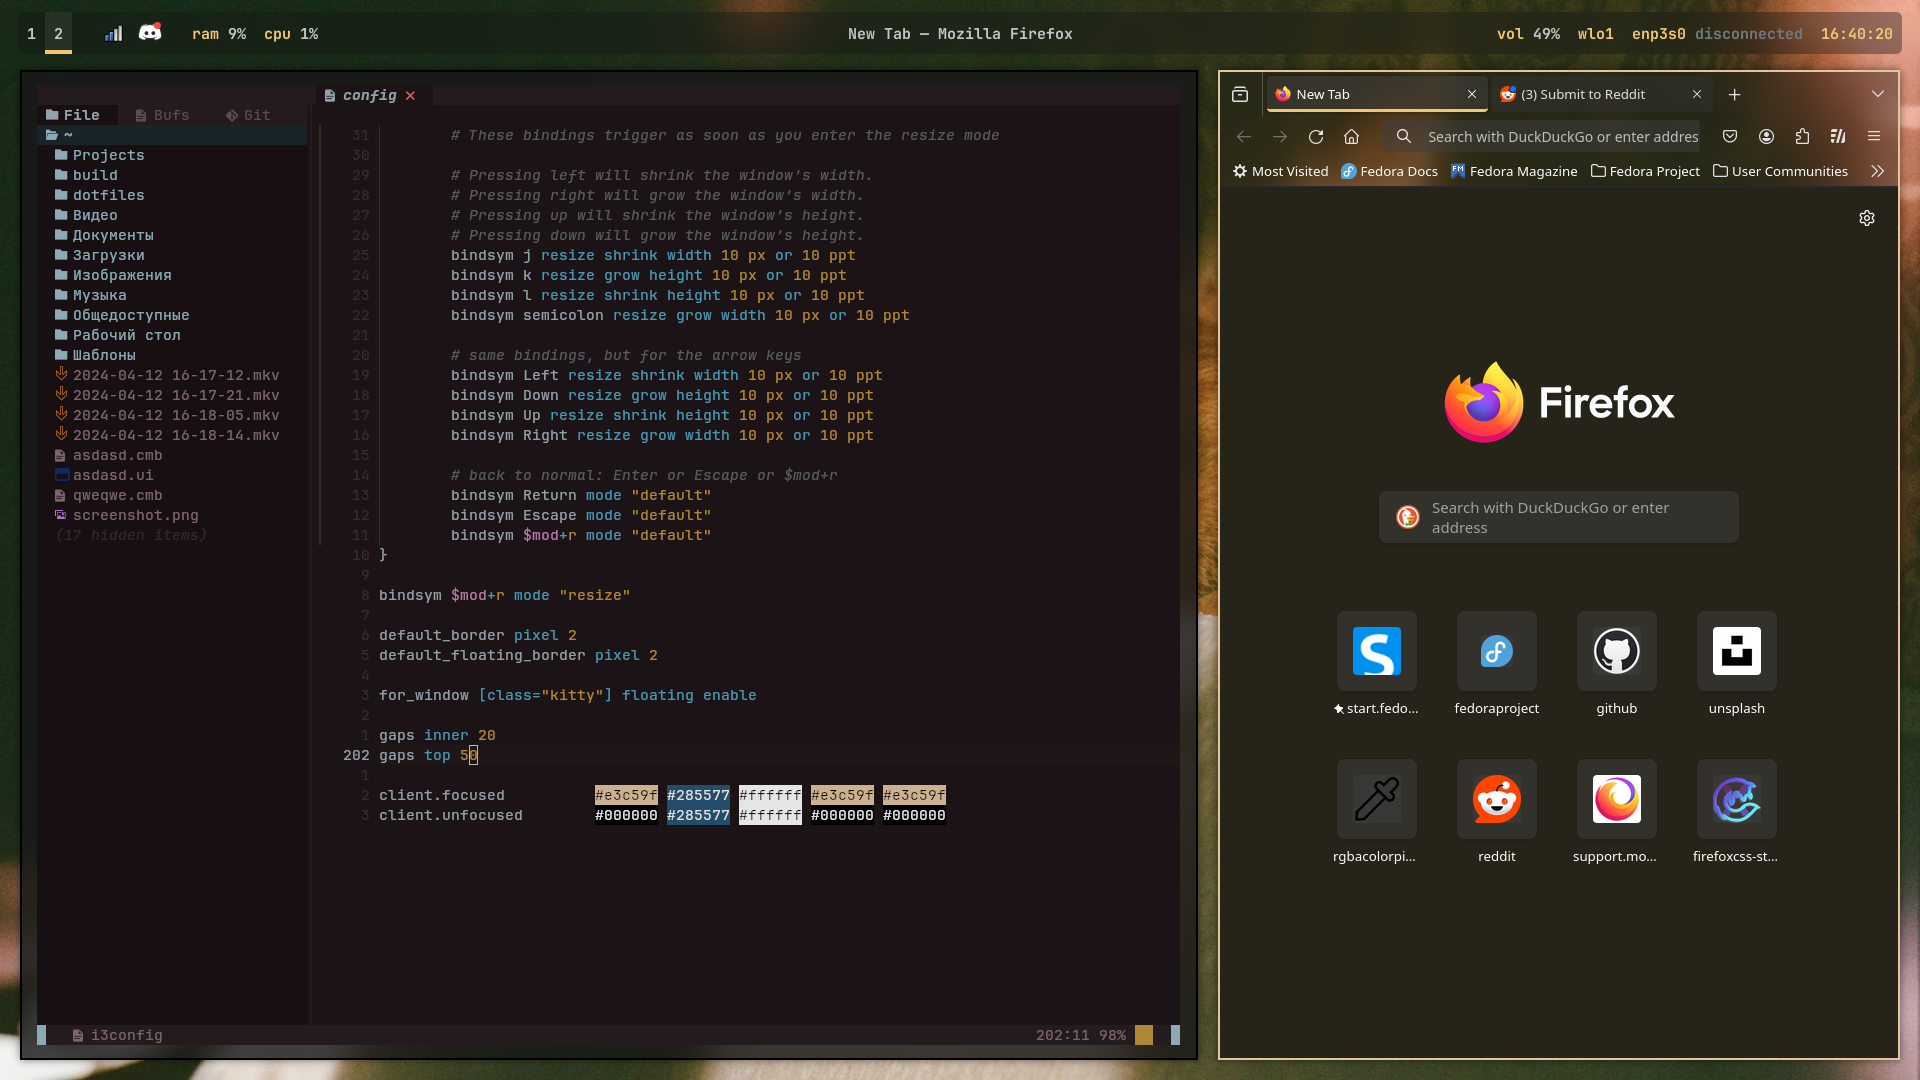 1 2 ram 9% cpu 1%
New Tab — Mozilla Firefox
vol 49% wlo1 enp3s0 disconnected 16:40:20
config
File Bufs Git
~
Projects
build
dotfiles
Видео
Документы
Загрузки
Изображения
Музыка
Общедоступные
Рабочий стол
Шаблоны
2024-04-12 16-17-12.mkv
2024-04-12 16-17-21.mkv
2024-04-12 16-18-05.mkv
2024-04-12 16-18-14.mkv
asdasd.cmb
asdasd.ui
qweqwe.cmb
screenshot.png
(17 hidden items)
31 # These bindings trigger as soon as you enter the resize mode
30
29 # Pressing left will shrink the window’s width.
28 # Pressing right will grow the window’s width.
27 # Pressing up will shrink the window’s height.
26 # Pressing down will grow the window’s height.
25 bindsym j resize shrink width 10 px or 10 ppt
24 bindsym k resize grow height 10 px or 10 ppt
23 bindsym l resize shrink height 10 px or 10 ppt
22 bindsym semicolon resize grow width 10 px or 10 ppt
21
20 # same bindings, but for the arrow keys
19 bindsym Left resize shrink width 10 px or 10 ppt
18 bindsym Down resize grow height 10 px or 10 ppt
17 bindsym Up resize shrink height 10 px or 10 ppt
16 bindsym Right resize grow width 10 px or 10 ppt
15
14 # back to normal: Enter or Escape or $mod+r
13 bindsym Return mode "default"
12 bindsym Escape mode "default"
11 bindsym $mod+r mode "default"
10 }
9
8 bindsym $mod+r mode "resize"
7
6 default_border pixel 2
5 default_floating_border pixel 2
4
3 for_window [class="kitty"] floating enable
2
1 gaps inner 20
202 gaps top 50
1
2 client.focused #e3c59f #285577 #ffffff #e3c59f #e3c59f
3 client.unfocused #000000 #285577 #ffffff #000000 #000000
i3config
202:11 98%
New Tab
(3) Submit to Reddit
Search with DuckDuckGo or enter addres
Most Visited Fedora Docs Fedora Magazine Fedora Project User Communities
Firefox
Search with DuckDuckGo or enter
address
start.fedo... fedoraproject github unsplash
rgbacolorpi... reddit support.mo... firefoxcss-st...